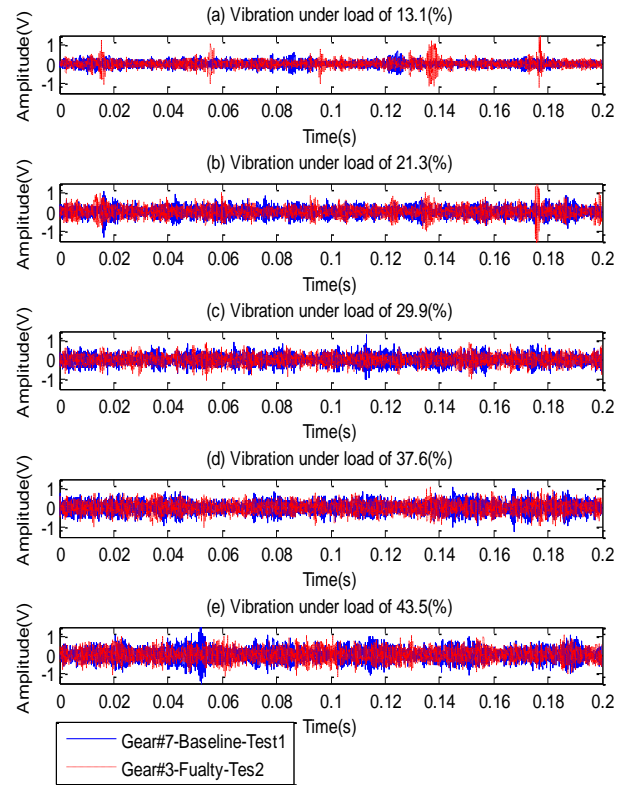 (a) Vibration under load of 13.1(%)
Amplitude(V)
1
0
-1
0 0.02 0.04 0.06 0.08 0.1 0.12 0.14 0.16 0.18 0.2
Time(s)
(b) Vibration under load of 21.3(%)
Amplitude(V)
1
0
-1
0 0.02 0.04 0.06 0.08 0.1 0.12 0.14 0.16 0.18 0.2
Time(s)
(c) Vibration under load of 29.9(%)
Amplitude(V)
1
0
-1
0 0.02 0.04 0.06 0.08 0.1 0.12 0.14 0.16 0.18 0.2
Time(s)
(d) Vibration under load of 37.6(%)
Amplitude(V)
1
0
-1
0 0.02 0.04 0.06 0.08 0.1 0.12 0.14 0.16 0.18 0.2
Time(s)
(e) Vibration under load of 43.5(%)
Amplitude(V)
1
0
-1
0 0.02 0.04 0.06 0.08 0.1 0.12 0.14 0.16 0.18 0.2
Time(s)
Gear#7-Baseline-Test1
Gear#3-Fualty-Tes2